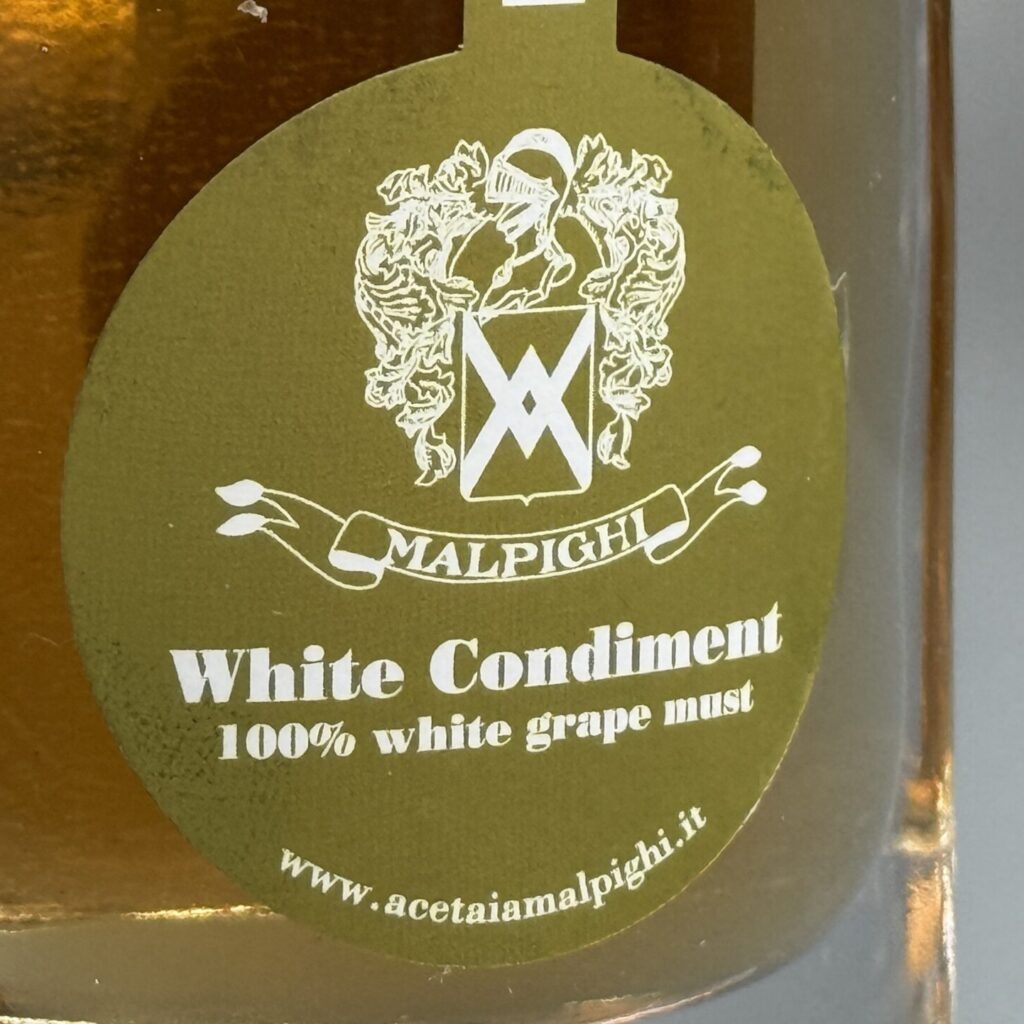 MALPIGHI
White Condiment
100% white grape must
www.acetaiamalpighi.it